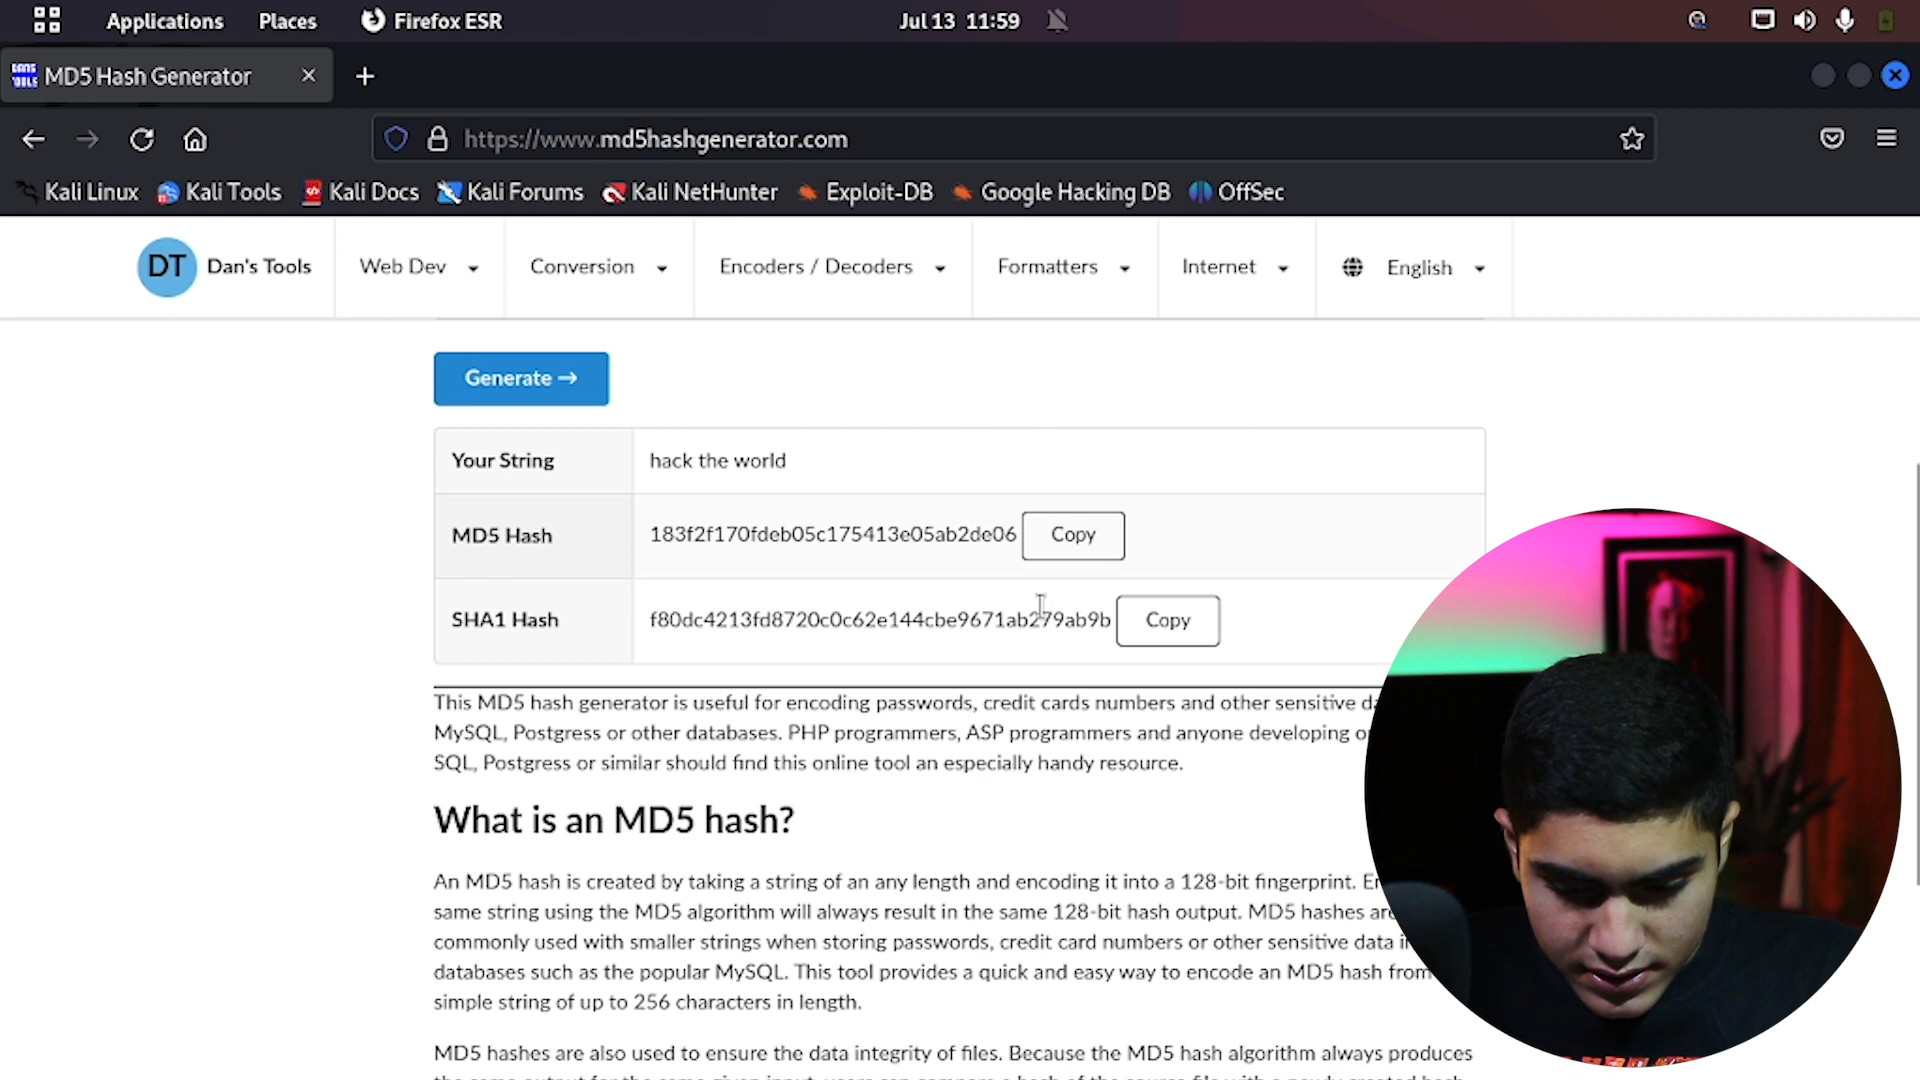 Applications Places Firefox ESR Jul 13 11:59
MD5 Hash Generator
https://www.md5hashgenerator.com
Kali Linux Kali Tools Kali Docs Kali Forums Kali NetHunter Exploit-DB Google Hacking DB OffSec
DT Dan's Tools Web Dev Conversion Encoders / Decoders Formatters Internet English
Generate →
Your String hack the world
MD5 Hash 183f2f170fdeb05c175413e05ab2de06 Copy
SHA1 Hash f80dc4213fd8720c0c62e144cbe9671ab279ab9b Copy
This MD5 hash generator is useful for encoding passwords, credit cards numbers and other sensitive
MySQL, Postgress or other databases. PHP programmers, ASP programmers and anyone developing
SQL, Postgress or similar should find this online tool an especially handy resource.
What is an MD5 hash?
An MD5 hash is created by taking a string of an any length and encoding it into a 128-bit fingerprint.
same string using the MD5 algorithm will always result in the same 128-bit hash output. MD5 hashes
commonly used with smaller strings when storing passwords, credit card numbers or other sensitive data
databases such as the popular MySQL. This tool provides a quick and easy way to encode an MD5 hash from
simple string of up to 256 characters in length.
MD5 hashes are also used to ensure the data integrity of files. Because the MD5 hash algorithm always produces